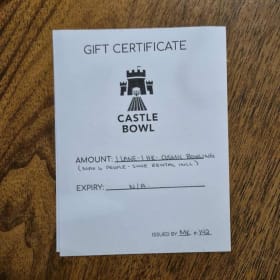 GIFT CERTIFICATE
CASTLE
BOWL
AMOUNT: 1 LANE - 1 HR - COSMIC BOWLING
(MAX 6 PEOPLE - SHOE RENTAL INCL)
EXPIRY: N/A
ISSUED BY